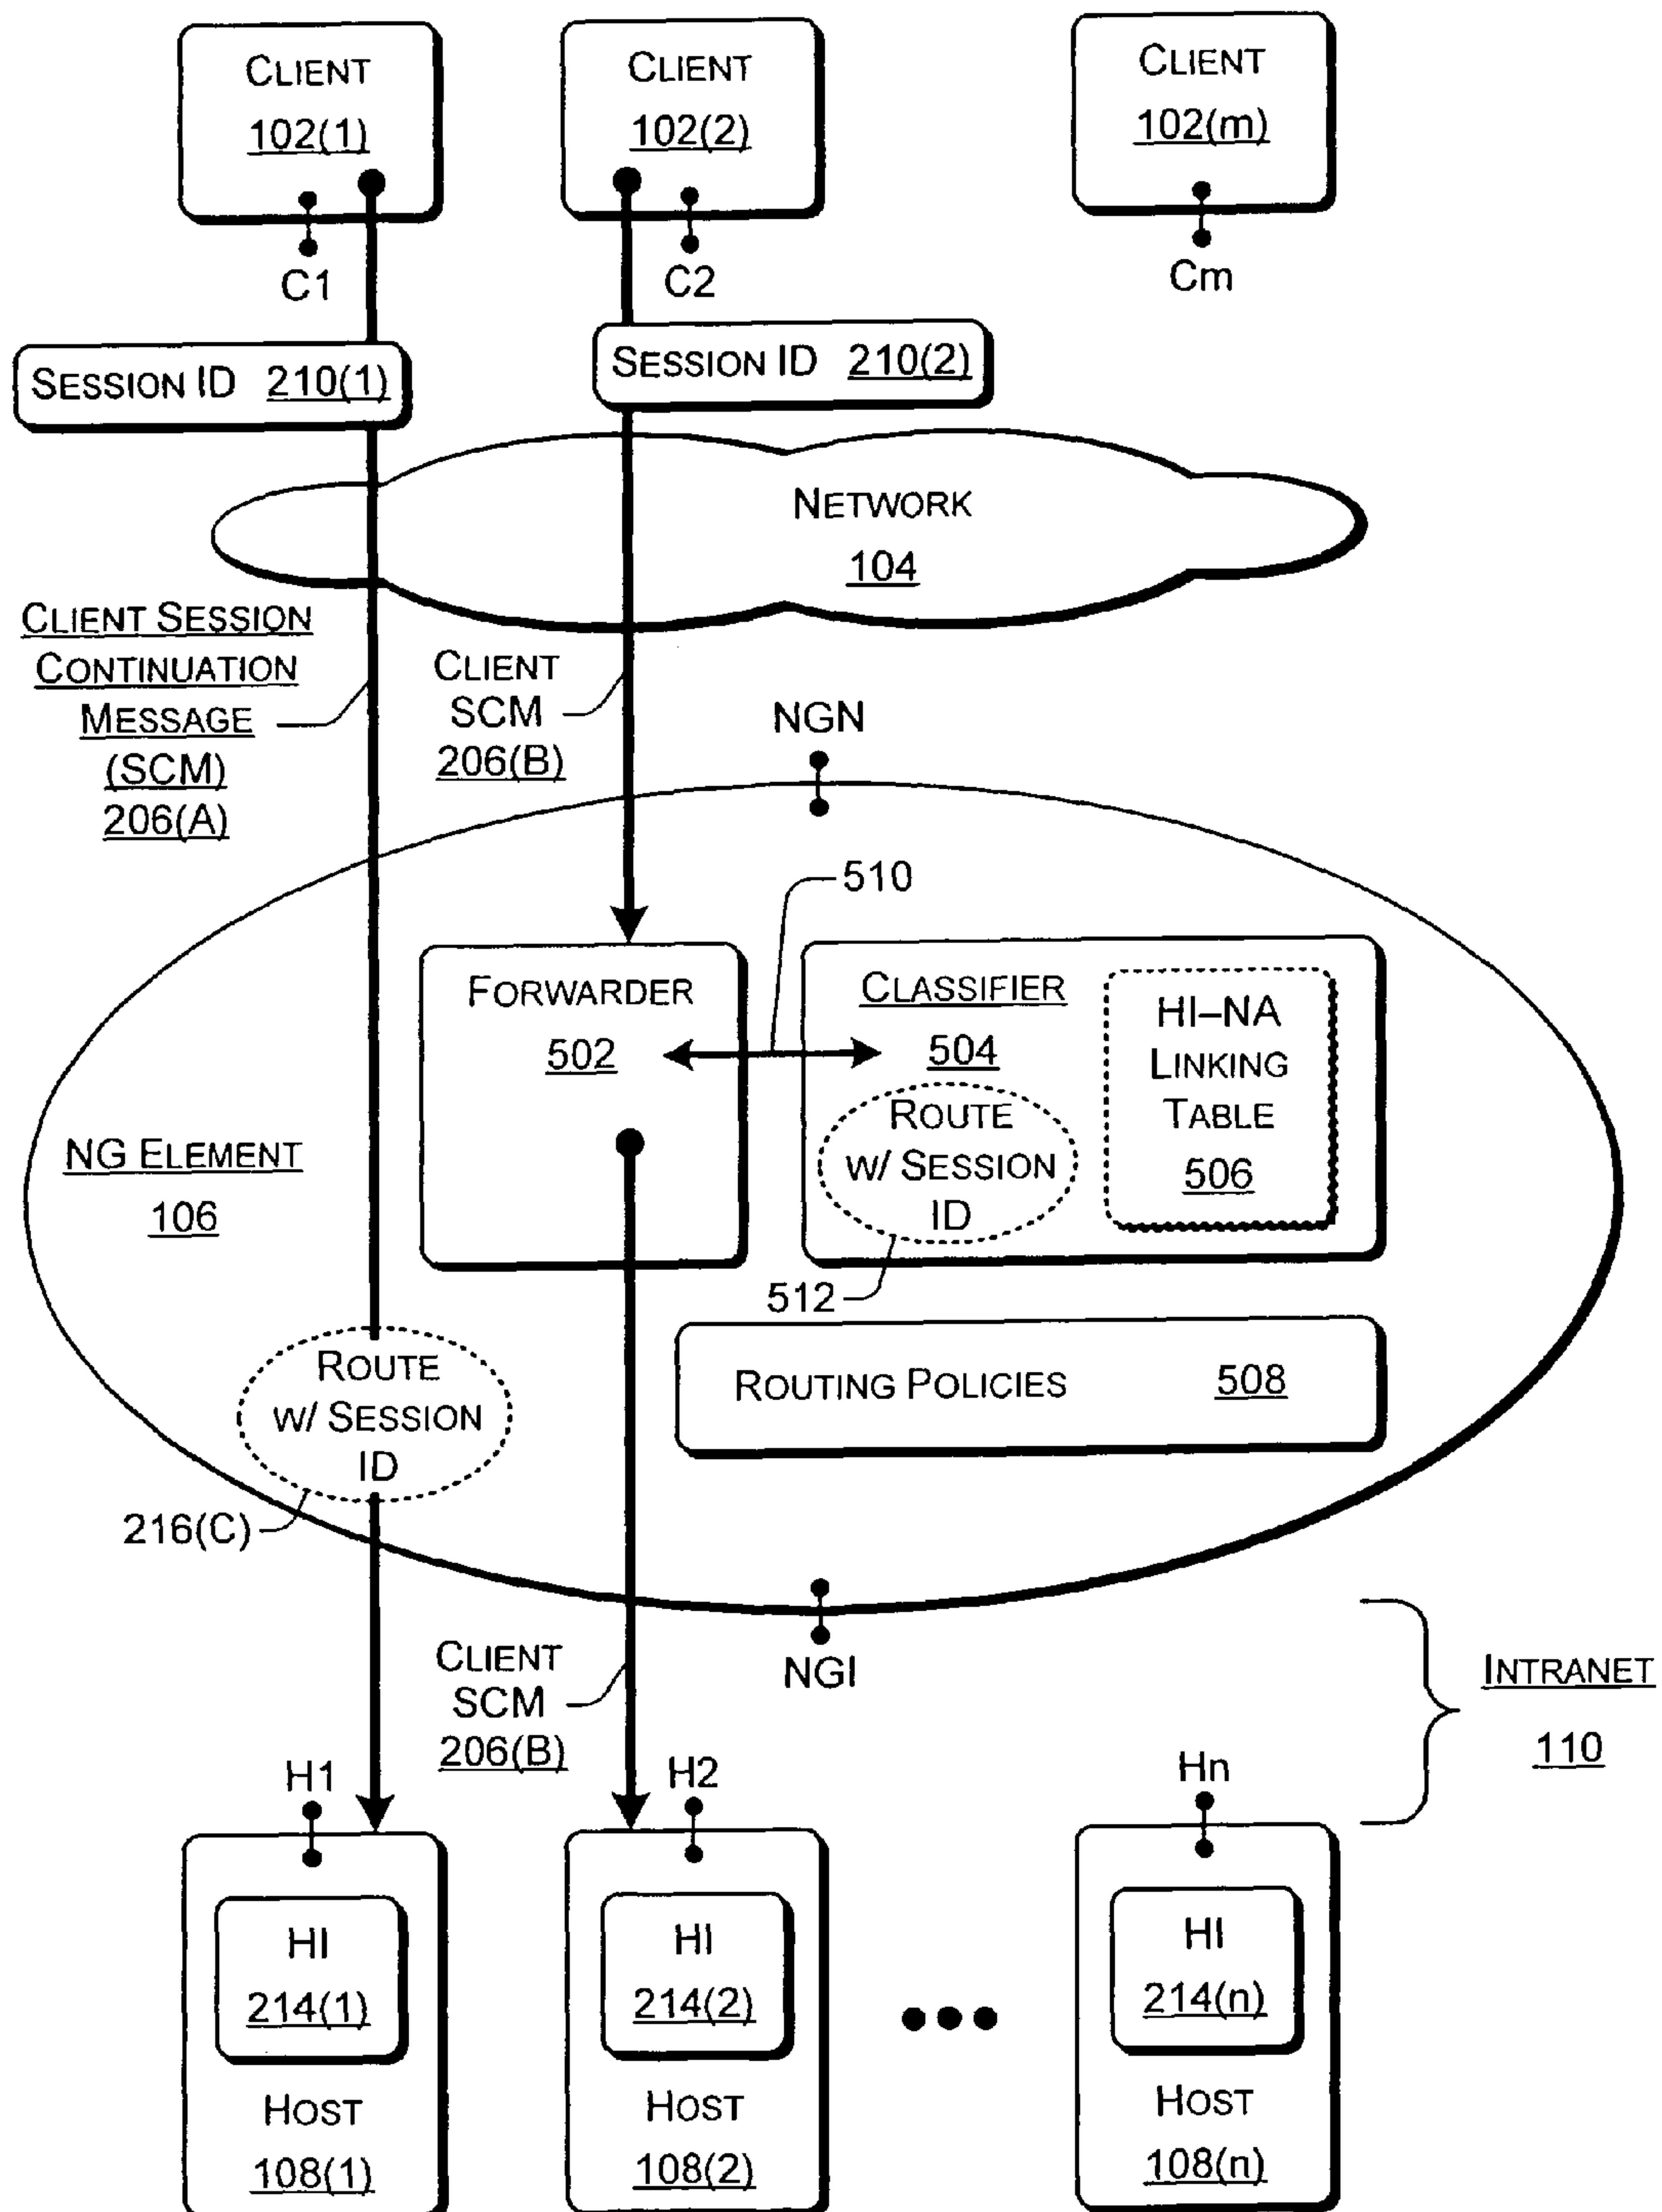 CLIENT
102(1)
CLIENT
102(2)
CLIENT
102(m)
C1
C2
Cm
SESSION ID 210(1)
SESSION ID 210(2)
NETWORK
104
CLIENT SESSION
CONTINUATION
MESSAGE
(SCM)
206(A)
CLIENT
SCM
206(B)
NGN
510
FORWARDER
502
CLASSIFIER
504
ROUTE
W/ SESSION
ID
HI–NA
LINKING
TABLE
506
NG ELEMENT
106
512
ROUTING POLICIES 508
ROUTE
W/ SESSION
ID
216(C)
CLIENT
SCM
206(B)
NGI
INTRANET
110
H1
H2
Hn
HI
214(1)
HOST
108(1)
HI
214(2)
HOST
108(2)
HI
214(n)
HOST
108(n)